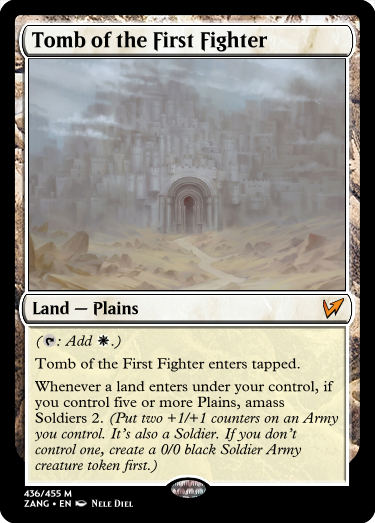 Tomb of the First Fighter
Land — Plains
(T: Add W.)
Tomb of the First Fighter enters tapped.
Whenever a land enters under your control, if
you control five or more Plains, amass
Soldiers 2. (Put two +1/+1 counters on an Army
you control. It's also a Soldier. If you don't
control one, create a 0/0 black Soldier Army
creature token first.)
436/455 M
ZANG • EN Nele Diel